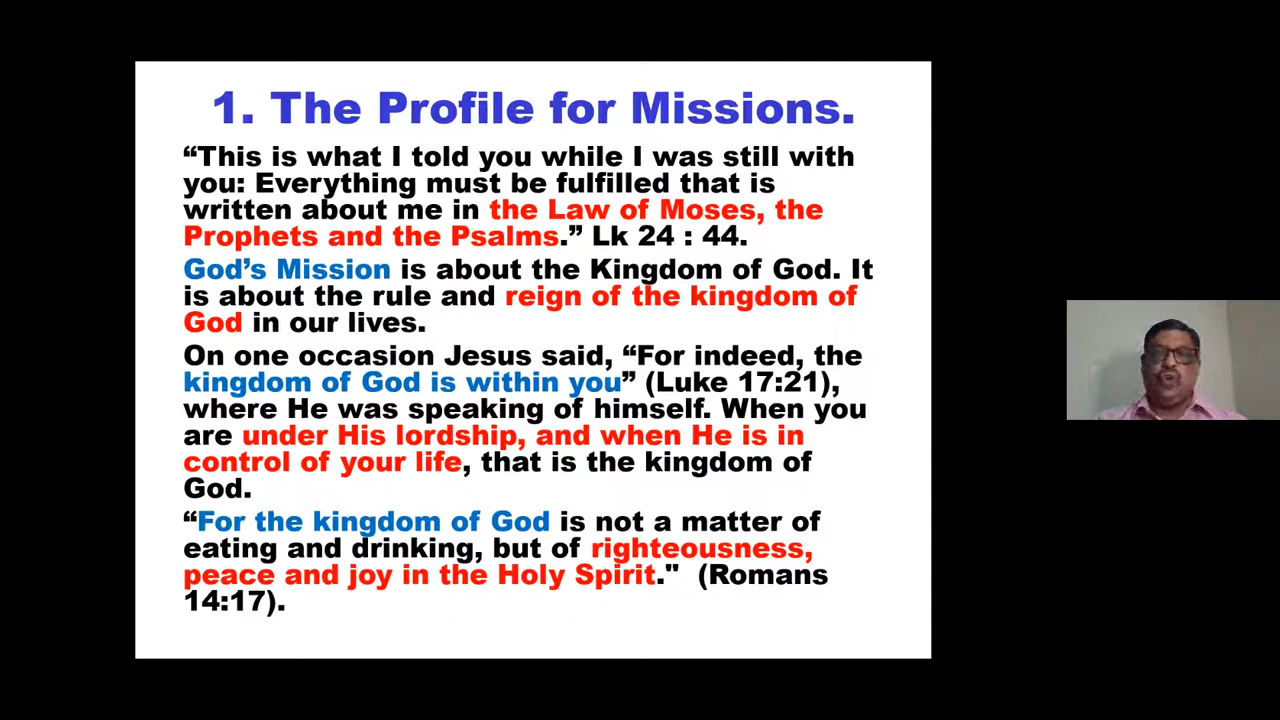 1. The Profile for Missions.
“This is what I told you while I was still with
you: Everything must be fulfilled that is
written about me in the Law of Moses, the
Prophets and the Psalms.” Lk 24 : 44.
God’s Mission is about the Kingdom of God. It
is about the rule and reign of the kingdom of
God in our lives.
On one occasion Jesus said, “For indeed, the
kingdom of God is within you” (Luke 17:21),
where He was speaking of himself. When you
are under His lordship, and when He is in
control of your life, that is the kingdom of
God.
“For the kingdom of God is not a matter of
eating and drinking, but of righteousness,
peace and joy in the Holy Spirit." (Romans
14:17).